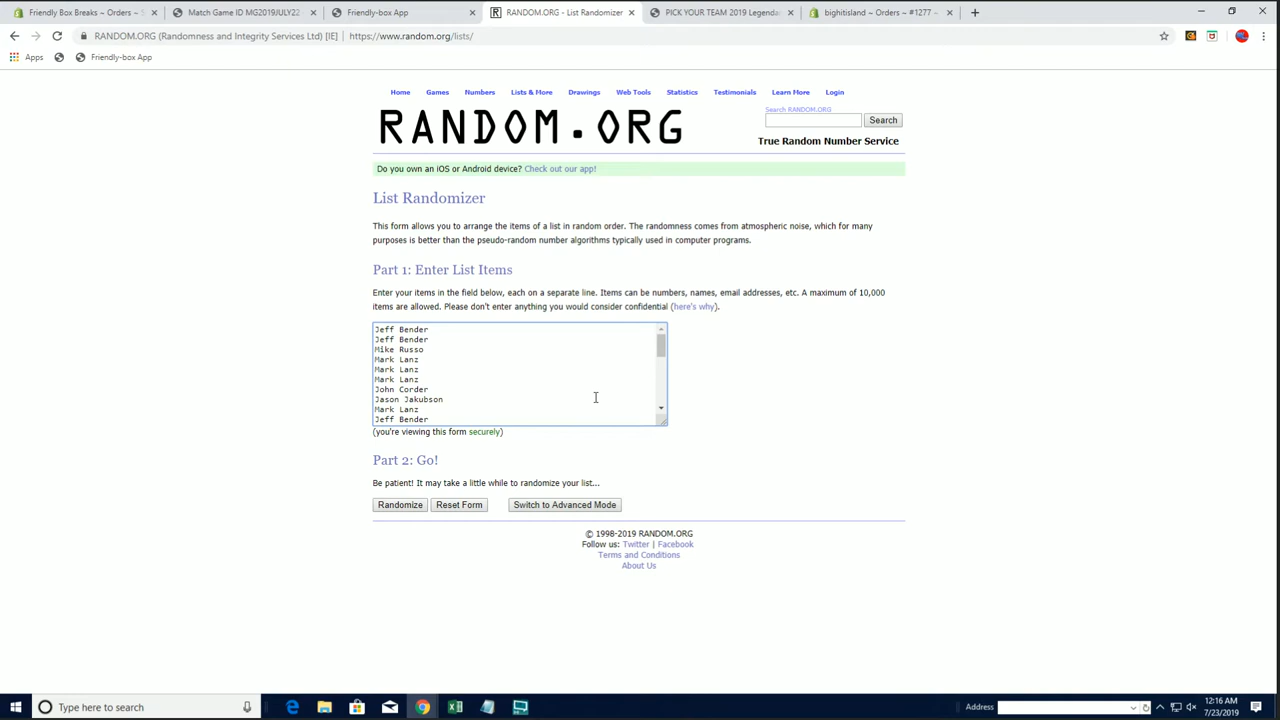 Friendly Box Breaks ~ Orders ~ S
Match Game ID MG2019JULY22
Friendly-box App
RANDOM.ORG - List Randomizer
PICK YOUR TEAM 2019 Legenda
bighitisland ~ Orders ~ #1277 ~
RANDOM.ORG (Randomness and Integrity Services Ltd) [IE] | https://www.random.org/lists/
Apps
Friendly-box App
Home Games Numbers Lists & More Drawings Web Tools Statistics Testimonials Learn More Login
RANDOM.ORG
Search RANDOM.ORG
Search
True Random Number Service
Do you own an iOS or Android device? Check out our app!
List Randomizer
This form allows you to arrange the items of a list in random order. The randomness comes from atmospheric noise, which for many
purposes is better than the pseudo-random number algorithms typically used in computer programs.
Part 1: Enter List Items
Enter your items in the field below, each on a separate line. Items can be numbers, names, email addresses, etc. A maximum of 10,000
items are allowed. Please don't enter anything you would consider confidential (here's why).
Jeff Bender
Jeff Bender
Mike Russo
Mark Lanz
Mark Lanz
Mark Lanz
John Corder
Jason Jakubson
Mark Lanz
Jeff Bender
(you're viewing this form securely)
Part 2: Go!
Be patient! It may take a little while to randomize your list...
Randomize Reset Form Switch to Advanced Mode
© 1998-2019 RANDOM.ORG
Follow us: Twitter | Facebook
Terms and Conditions
About Us
Type here to search
Address
12:16 AM
7/23/2019